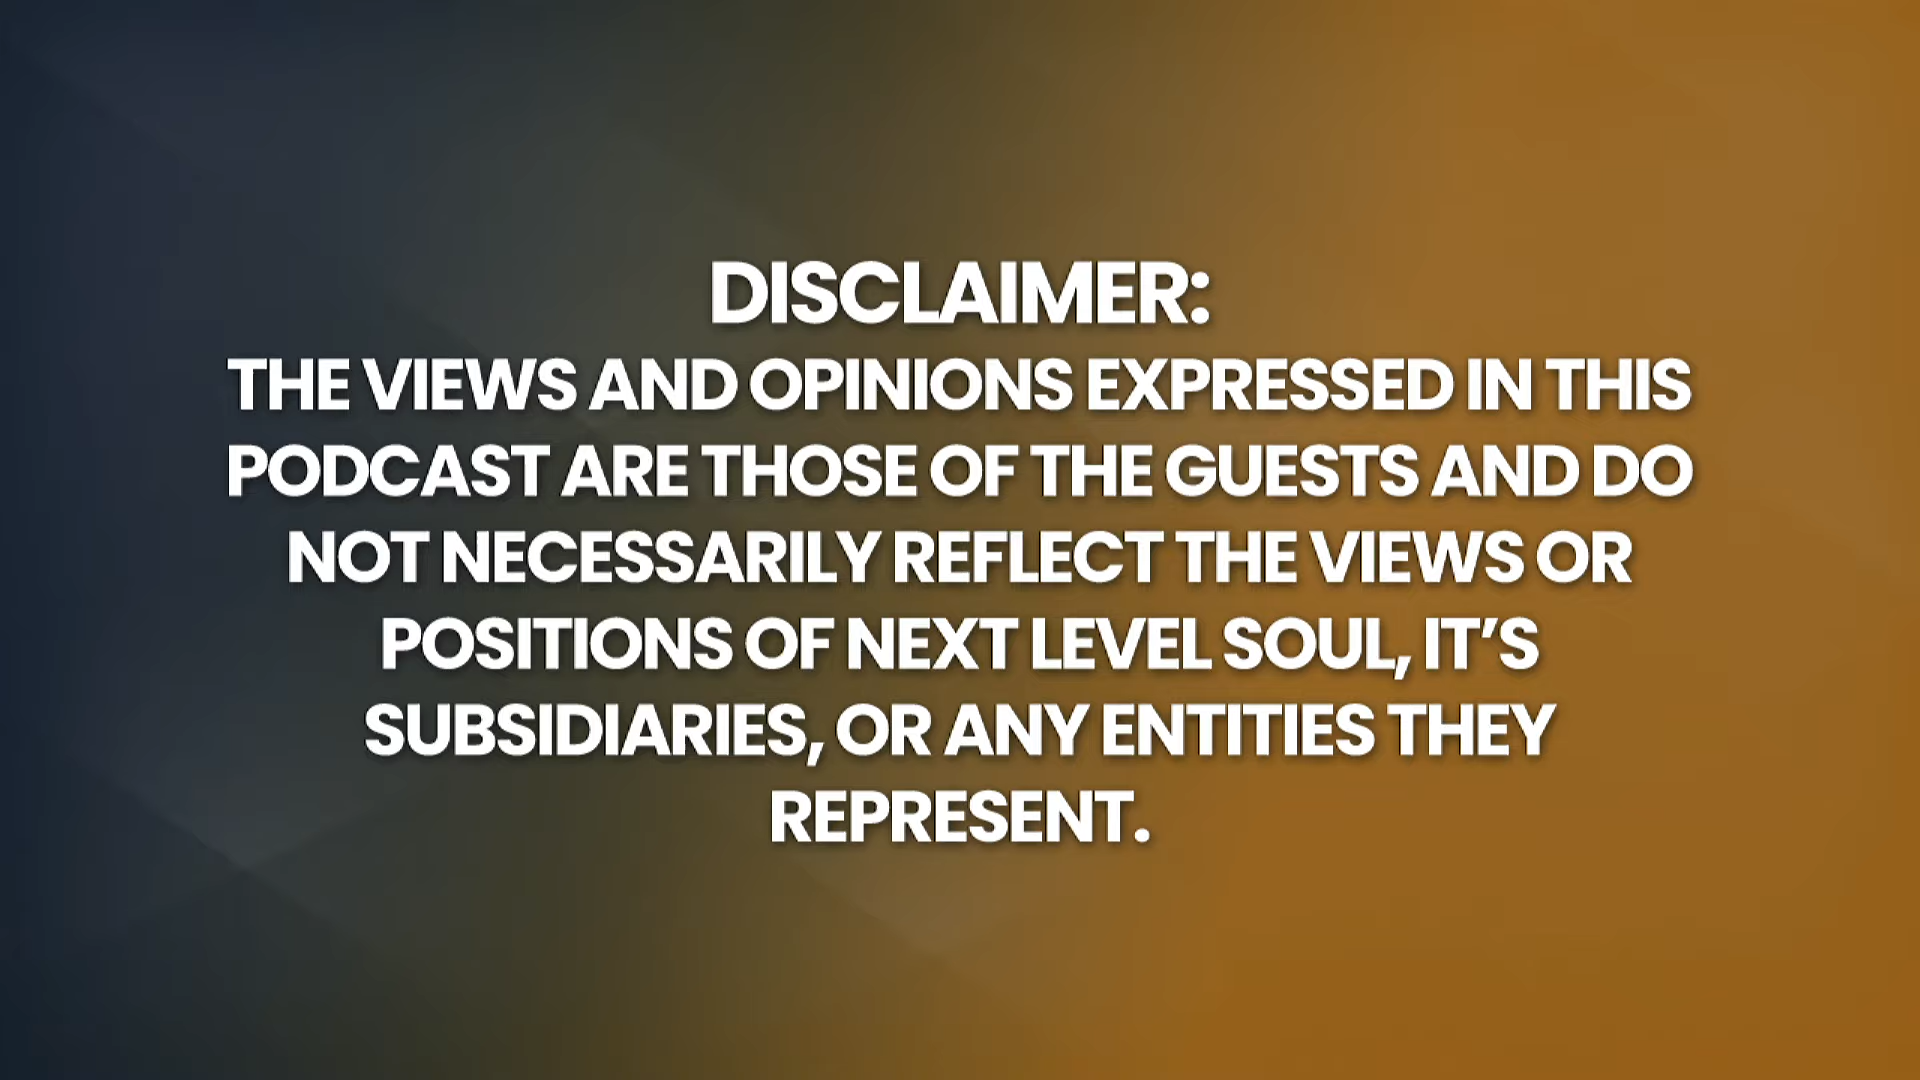 DISCLAIMER:
THE VIEWS AND OPINIONS EXPRESSED IN THIS
PODCAST ARE THOSE OF THE GUESTS AND DO
NOT NECESSARILY REFLECT THE VIEWS OR
POSITIONS OF NEXT LEVEL SOUL, IT’S
SUBSIDIARIES, OR ANY ENTITIES THEY
REPRESENT.